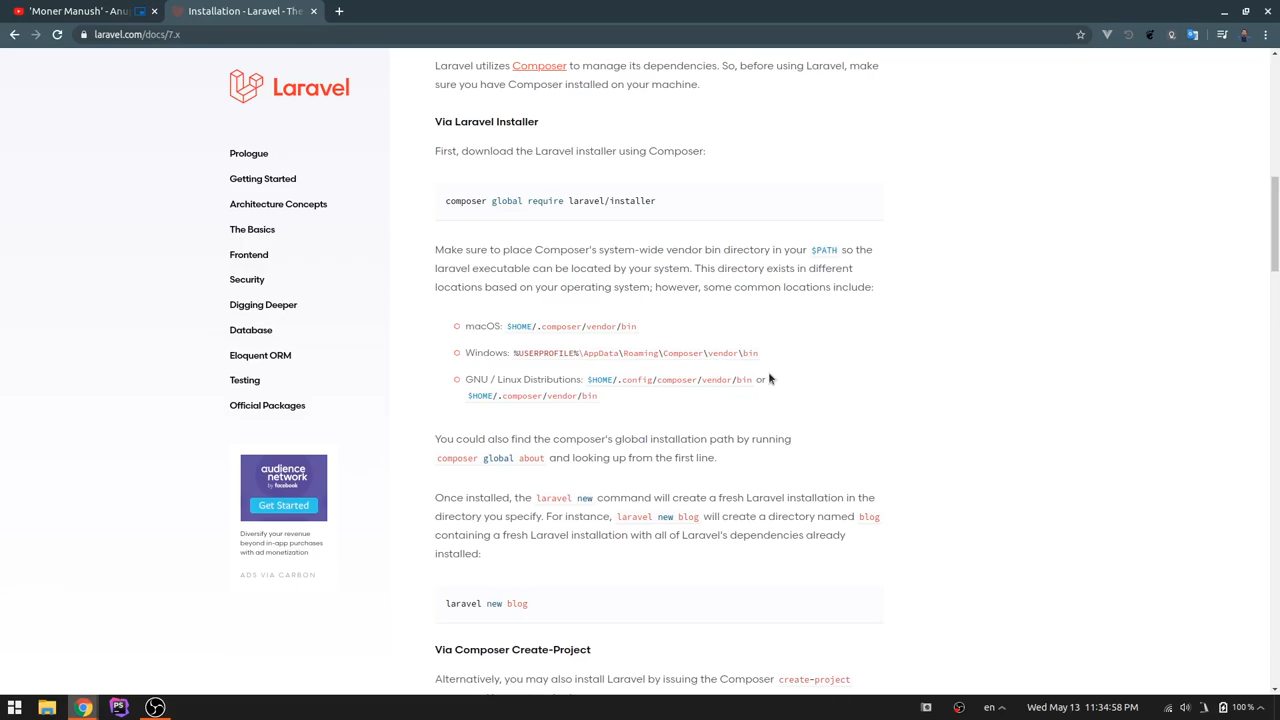 'Moner Manush' - An
Installation - Laravel - The
laravel.com/docs/7.x
Laravel
Prologue
Getting Started
Architecture Concepts
The Basics
Frontend
Security
Digging Deeper
Database
Eloquent ORM
Testing
Official Packages
audience
network
by facebook
Get Started
Diversify your revenue
beyond in-app purchases
with ad monetization
ADS VIA CARBON
Laravel utilizes Composer to manage its dependencies. So, before using Laravel, make
sure you have Composer installed on your machine.
Via Laravel Installer
First, download the Laravel installer using Composer:
composer global require laravel/installer
Make sure to place Composer's system-wide vendor bin directory in your $PATH so the
laravel executable can be located by your system. This directory exists in different
locations based on your operating system; however, some common locations include:
macOS: $HOME/.composer/vendor/bin
Windows: %USERPROFILE%\AppData\Roaming\Composer\vendor\bin
GNU / Linux Distributions: $HOME/.config/composer/vendor/bin or
$HOME/.composer/vendor/bin
You could also find the composer's global installation path by running
composer global about and looking up from the first line.
Once installed, the laravel new command will create a fresh Laravel installation in the
directory you specify. For instance, laravel new blog will create a directory named blog
containing a fresh Laravel installation with all of Laravel's dependencies already
installed:
laravel new blog
Via Composer Create-Project
Alternatively, you may also install Laravel by issuing the Composer create-project
PS
en
Wed May 13, 11:34:58 PM
100%